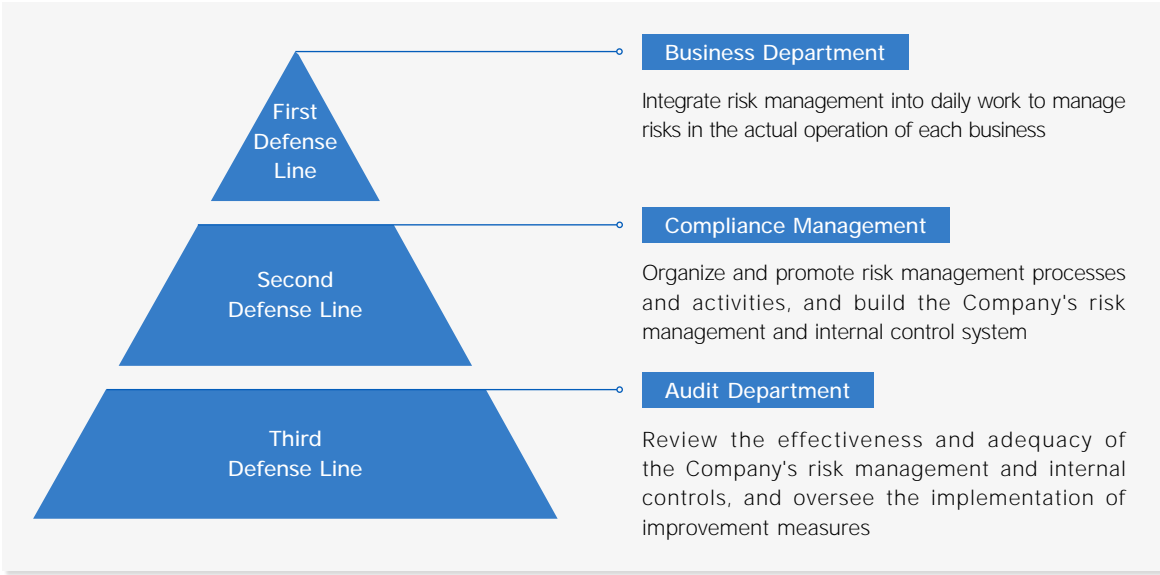 First
Defense
Line
Business Department
Integrate risk management into daily work to manage
risks in the actual operation of each business
Second
Defense Line
Compliance Management
Organize and promote risk management processes
and activities, and build the Company's risk
management and internal control system
Third
Defense Line
Audit Department
Review the effectiveness and adequacy of
the Company's risk management and internal
controls, and oversee the implementation of
improvement measures